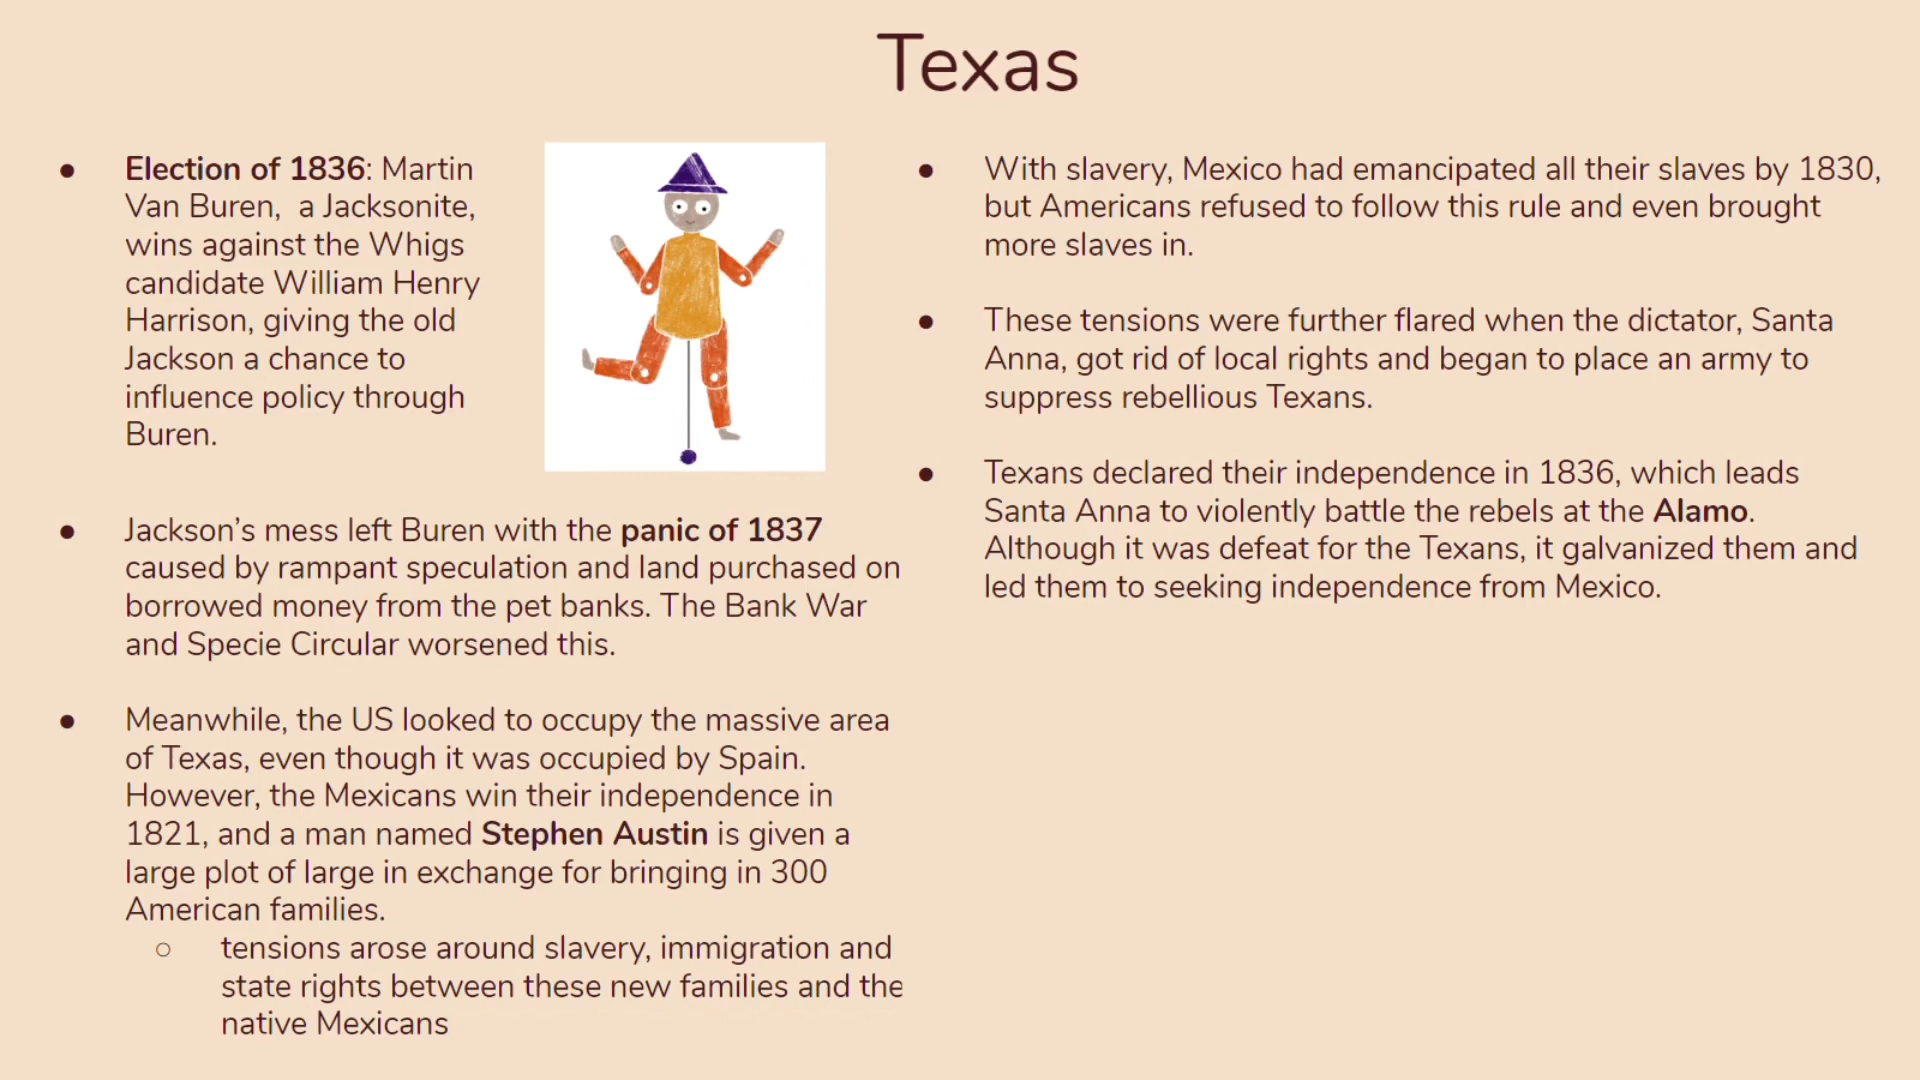 Texas
● Election of 1836: Martin
Van Buren,  a Jacksonite,
wins against the Whigs
candidate William Henry
Harrison, giving the old
Jackson a chance to
influence policy through
Buren.
● Jackson’s mess left Buren with the panic of 1837
caused by rampant speculation and land purchased on
borrowed money from the pet banks. The Bank War
and Specie Circular worsened this.
● Meanwhile, the US looked to occupy the massive area
of Texas, even though it was occupied by Spain.
However, the Mexicans win their independence in
1821, and a man named Stephen Austin is given a
large plot of large in exchange for bringing in 300
American families.
○ tensions arose around slavery, immigration and
state rights between these new families and the
native Mexicans
● With slavery, Mexico had emancipated all their slaves by 1830,
but Americans refused to follow this rule and even brought
more slaves in.
● These tensions were further flared when the dictator, Santa
Anna, got rid of local rights and began to place an army to
suppress rebellious Texans.
● Texans declared their independence in 1836, which leads
Santa Anna to violently battle the rebels at the Alamo.
Although it was defeat for the Texans, it galvanized them and
led them to seeking independence from Mexico.